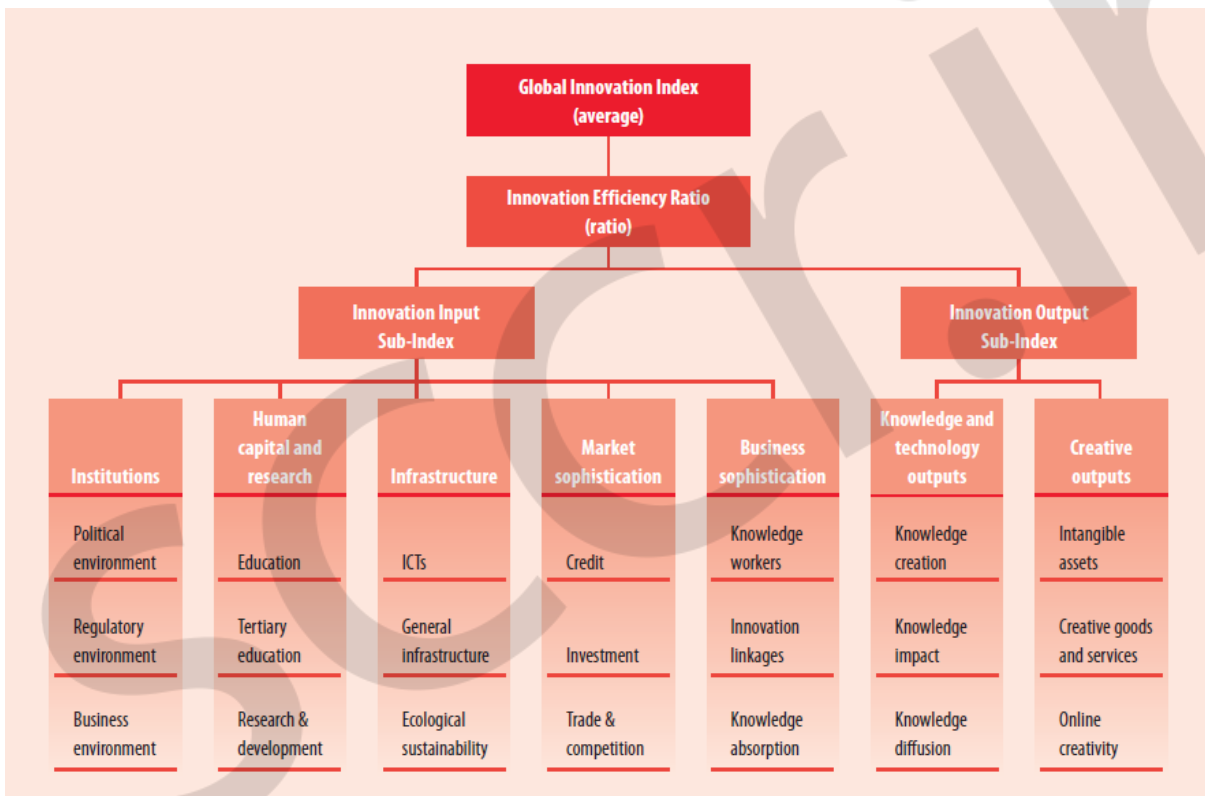 Global Innovation Index
(average)
Innovation Efficiency Ratio
(ratio)
Innovation Input
Sub-Index
Innovation Output
Sub-Index
Institutions
Human
capital and
research
Infrastructure
Market
sophistication
Business
sophistication
Knowledge and
technology
outputs
Creative
outputs
Political
environment
Education
ICTs
Credit
Knowledge
workers
Knowledge
creation
Intangible
assets
Regulatory
environment
Tertiary
education
General
infrastructure
Investment
Innovation
linkages
Knowledge
impact
Creative goods
and services
Business
environment
Research &
development
Ecological
sustainability
Trade &
competition
Knowledge
absorption
Knowledge
diffusion
Online
creativity
sccr.ir